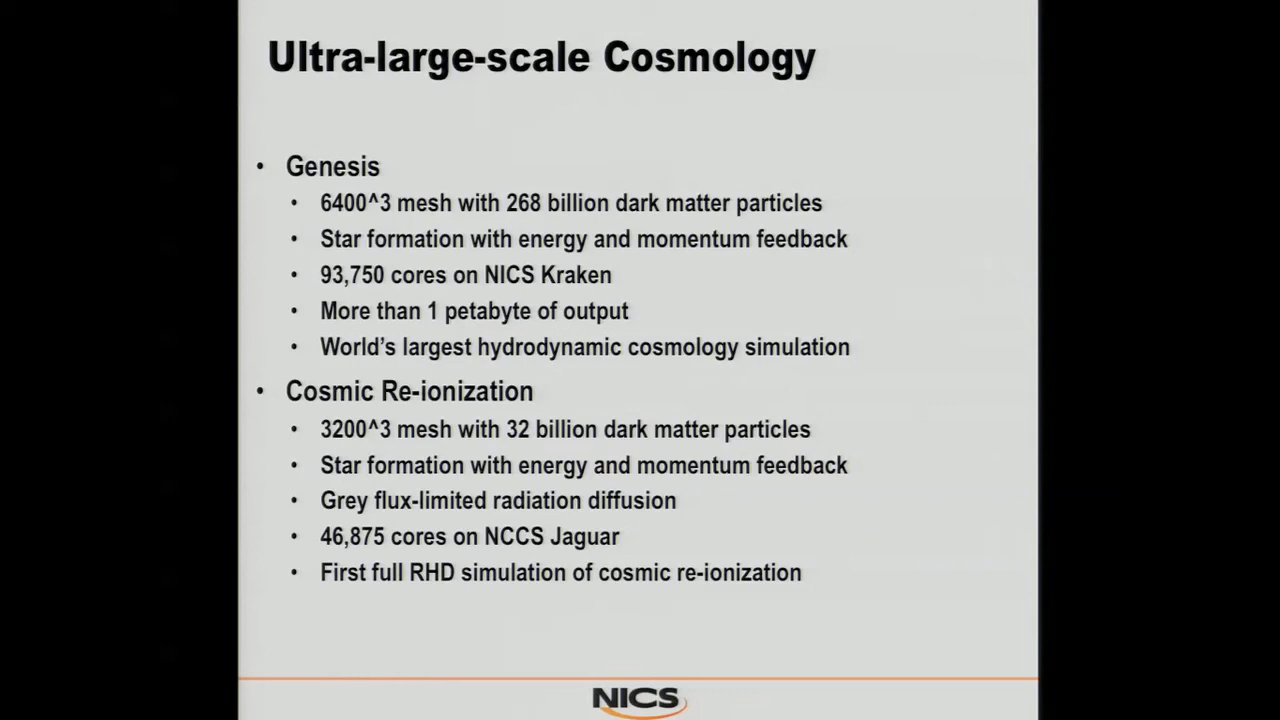 Ultra-large-scale Cosmology
• Genesis
• 6400^3 mesh with 268 billion dark matter particles
• Star formation with energy and momentum feedback
• 93,750 cores on NICS Kraken
• More than 1 petabyte of output
• World's largest hydrodynamic cosmology simulation
• Cosmic Re-ionization
• 3200^3 mesh with 32 billion dark matter particles
• Star formation with energy and momentum feedback
• Grey flux-limited radiation diffusion
• 46,875 cores on NCCS Jaguar
• First full RHD simulation of cosmic re-ionization
NICS